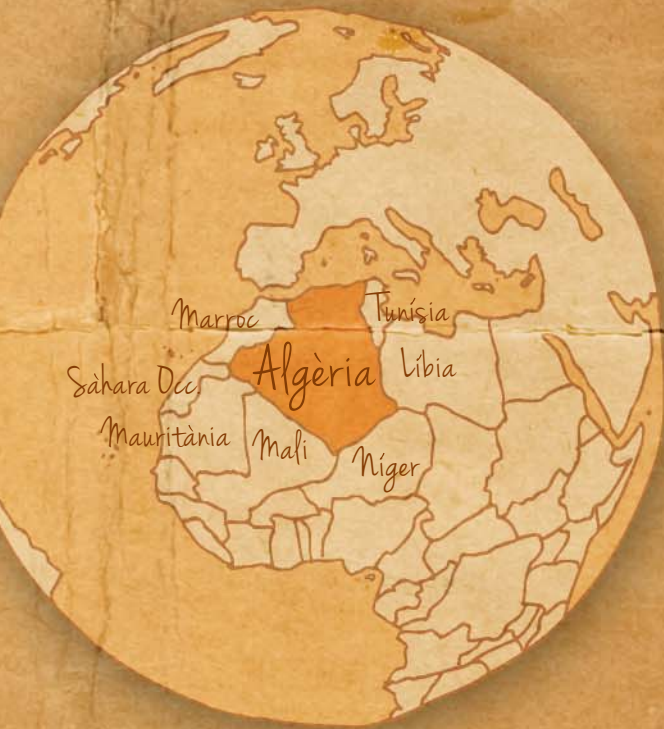 Marroc
Tunísia
Algèria
Líbia
Sàhara Occ.
Mauritània
Mali
Níger